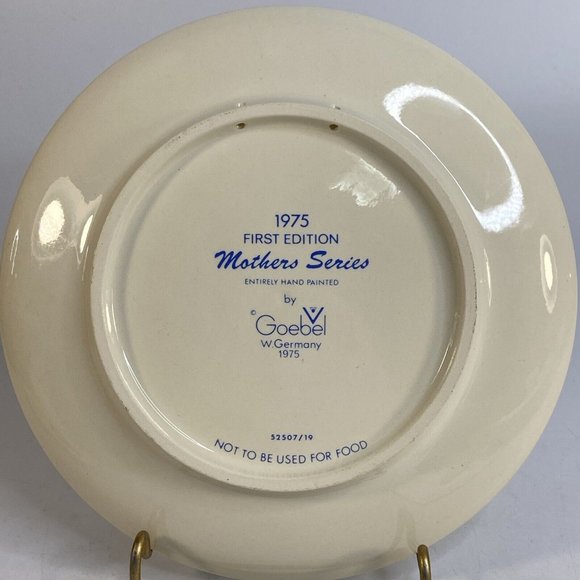 1975
FIRST EDITION
Mothers Series
ENTIRELY HAND PAINTED
by
© Goebel
W. Germany
1975
52507/19
NOT TO BE USED FOR FOOD